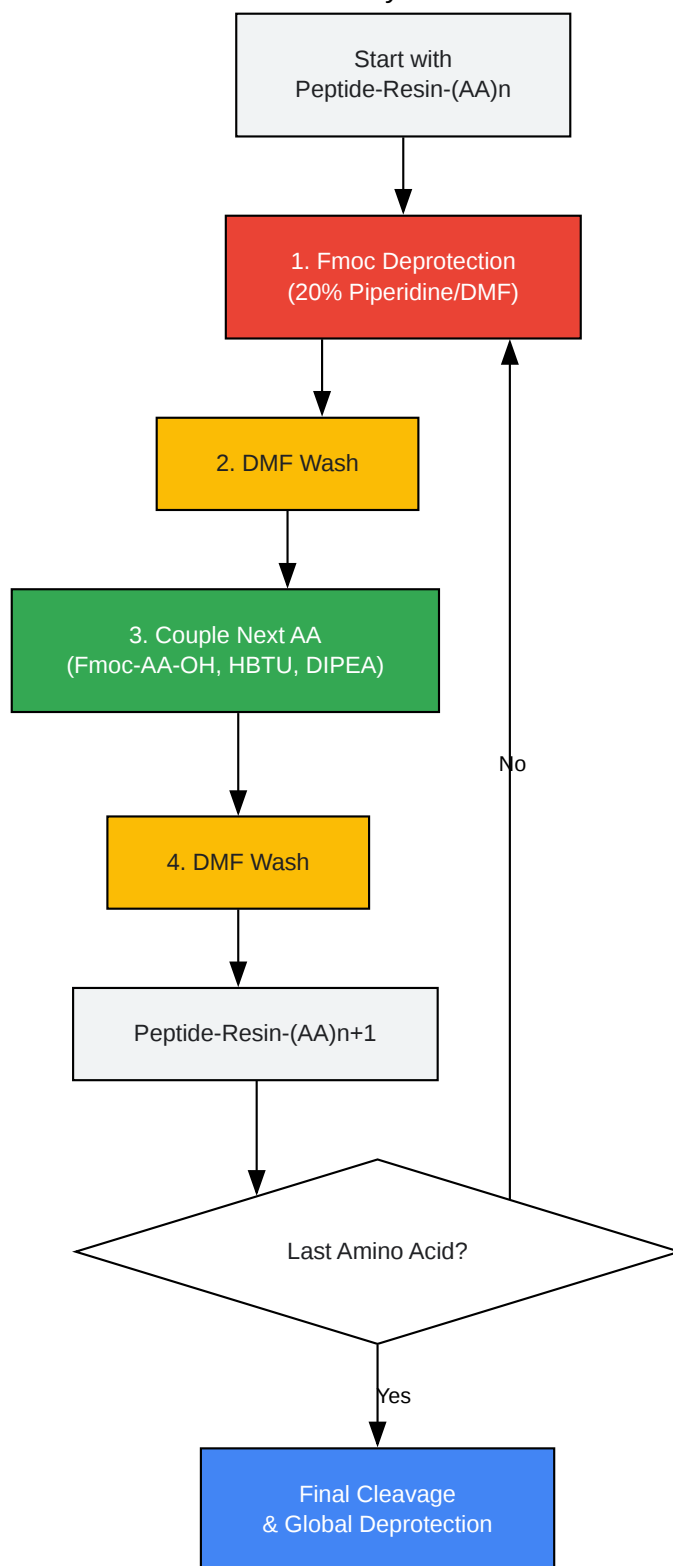 Start with
Peptide-Resin-(AA)n
1. Fmoc Deprotection
(20% Piperidine/DMF)
2. DMF Wash
3. Couple Next AA
(Fmoc-AA-OH, HBTU, DIPEA)
No
4. DMF Wash
Peptide-Resin-(AA)n+1
Last Amino Acid?
Yes
Final Cleavage
& Global Deprotection